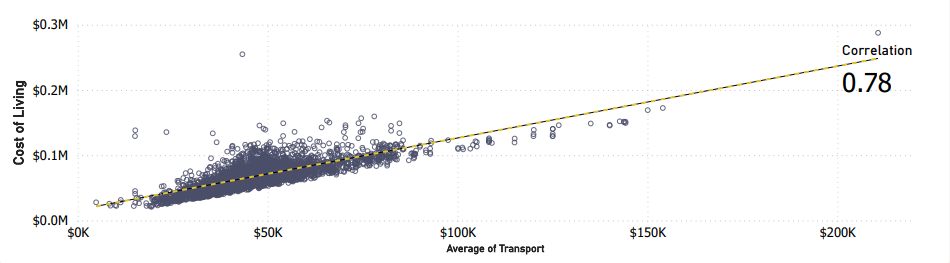 $0.3M
Correlation
0.78
$0.2M
Cost of Living
$0.1M
$0.0M
$0K $50K $100K $150K $200K
Average of Transport